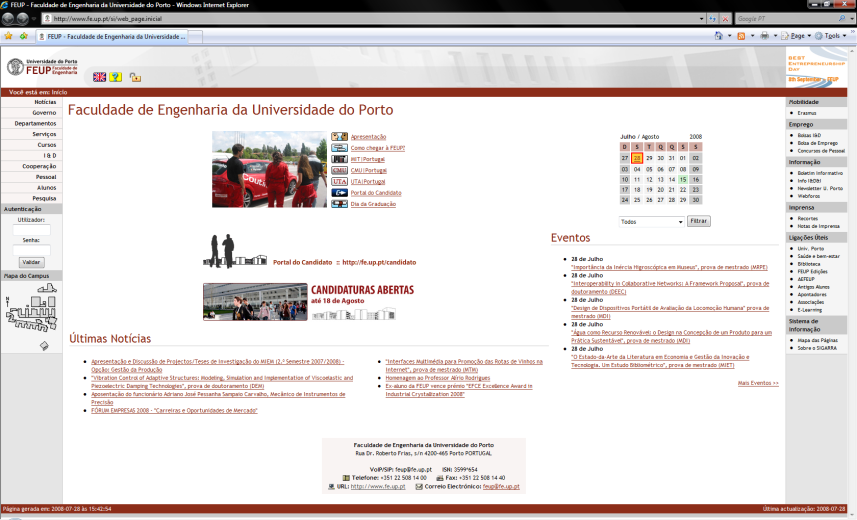 FEUP - Faculdade de Engenharia da Universidade do Porto - Windows Internet Explorer
http://www.fe.up.pt/si/web_page.inicial
Google PT
FEUP - Faculdade de Engenharia da Universidade ...
Page
Tools
Universidade do Porto
FEUP Faculdade de Engenharia
BEST
ENTREPRENEURSHIP
DAY
8th September
FEUP
Você está em: Início
Notícias
Governo
Departamentos
Serviços
Cursos
I & D
Cooperação
Pessoal
Alunos
Pesquisa
Autenticação
Utilizador:
Senha:
Validar
Mapa do Campus
N
Faculdade de Engenharia da Universidade do Porto
Apresentação
Como chegar à FEUP?
MIT|Portugal
CMU|Portugal
UTA|Portugal
Portal do Candidato
Dia da Graduação
Portal do Candidato :: http://fe.up.pt/candidato
CANDIDATURAS ABERTAS
até 18 de Agosto
Últimas Notícias
Apresentação e Discussão de Projectos/Teses de Investigação do MIEM (2.º Semestre 2007/2008) -
Opção: Gestão da Produção
"Vibration Control of Adaptive Structures: Modeling, Simulation and Implementation of Viscoelastic and
Piezoelectric Damping Technologies", prova de doutoramento (DEM)
Aposentação do funcionário Adriano José Pessanha Sampaio Carvalho, Mecânico de Instrumentos de
Precisão
FÓRUM EMPRESAS 2008 - "Carreiras e Oportunidades de Mercado"
"Interfaces Multimédia para Promoção das Rotas de Vinhos na
Internet", prova de mestrado (MTM)
Homenagem ao Professor Alírio Rodrigues
Ex-aluno da FEUP vence prémio "EFCE Excellence Award in
Industrial Crystallization 2008"
Julho / Agosto 2008
D S T Q Q S S
27 28 29 30 31 01 02
03 04 05 06 07 08 09
10 11 12 13 14 15 16
17 18 19 20 21 22 23
24 25 26 27 28 29 30
Todos
Filtrar
Eventos
28 de Julho
"Importância da Inércia Higroscópica em Museus", prova de mestrado (MRPE)
28 de Julho
"Interoperability in Collaborative Networks: A Framework Proposal", prova de
doutoramento (DEEC)
28 de Julho
"Design de Dispositivos Portátil de Avaliação da Locomoção Humana" prova de
mestrado (MDI)
28 de Julho
"Água como Recurso Renovável: o Design na Concepção de um Produto para um
Prática Sustentável", prova de mestrado (MDI)
28 de Julho
"O Estado-da-Arte da Literatura em Economia e Gestão da Inovação e
Tecnologia. Um Estudo Bibliométrico", prova de mestrado (MIET)
Mais Eventos >>
Mobilidade
Erasmus
Emprego
Bolsas I&D
Bolsa de Emprego
Concursos de Pessoal
Informação
Boletim Informativo
Info I&D&I
Newsletter U. Porto
Webforos
Imprensa
Recortes
Notas de Imprensa
Ligações Úteis
Univ. Porto
Saúde e bem-estar
Biblioteca
FEUP Edições
AEFEUP
Antigos Alunos
Apontadores
Associações
E-Learning
Sistema de
Informação
Mapa das Páginas
Sobre o SIGARRA
Faculdade de Engenharia da Universidade do Porto
Rua Dr. Roberto Frias, s/n 4200-465 Porto PORTUGAL
VoIP/SIP: feup@fe.up.pt ISN: 3599*654
Telefone: +351 22 508 14 00 Fax: +351 22 508 14 40
URL: http://www.fe.up.pt Correio Electrónico: feup@fe.up.pt
Página gerada em: 2008-07-28 às 15:42:54
Última actualização: 2008-07-28